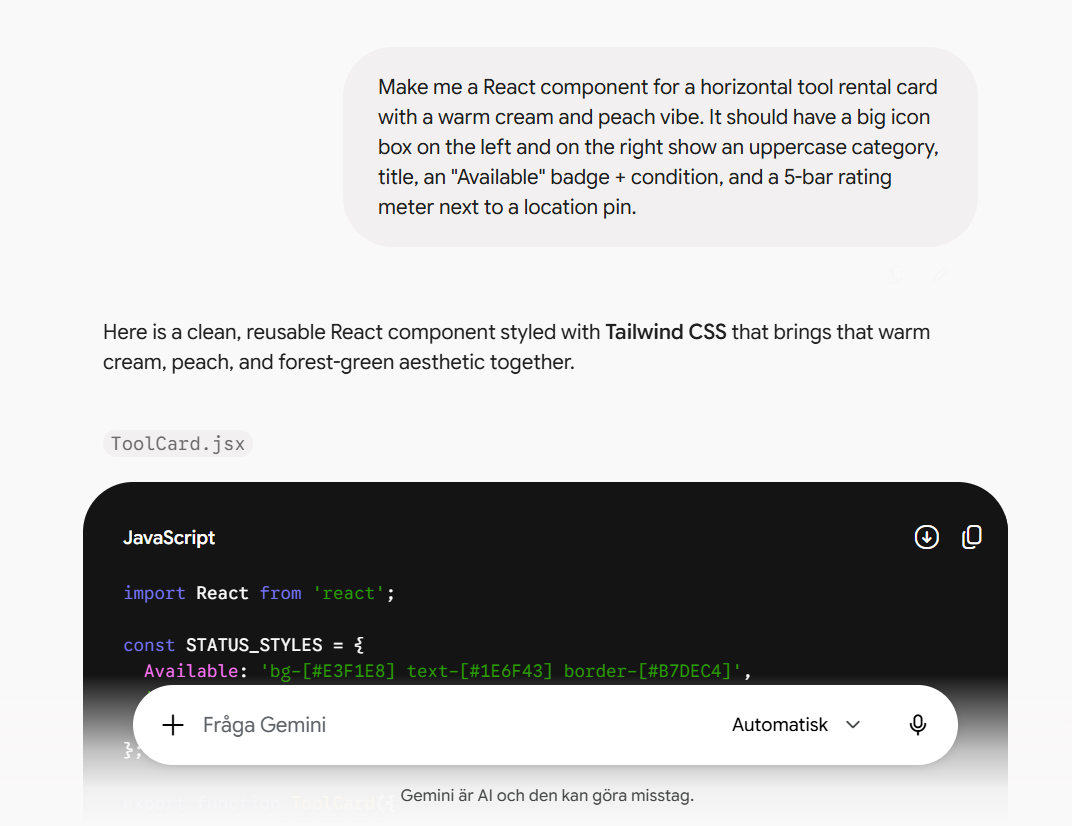 Make me a React component for a horizontal tool rental card
with a warm cream and peach vibe. It should have a big icon
box on the left and on the right show an uppercase category,
title, an "Available" badge + condition, and a 5-bar rating
meter next to a location pin.
Here is a clean, reusable React component styled with Tailwind CSS that brings that warm
cream, peach, and forest-green aesthetic together.
ToolCard.jsx
JavaScript
import React from 'react';
const STATUS_STYLES = {
Available: 'bg-[#E3F1E8] text-[#1E6F43] border-[#B7DEC4]',
Fråga Gemini
Automatisk
};
export function ToolCard({
Gemini är AI och den kan göra misstag.